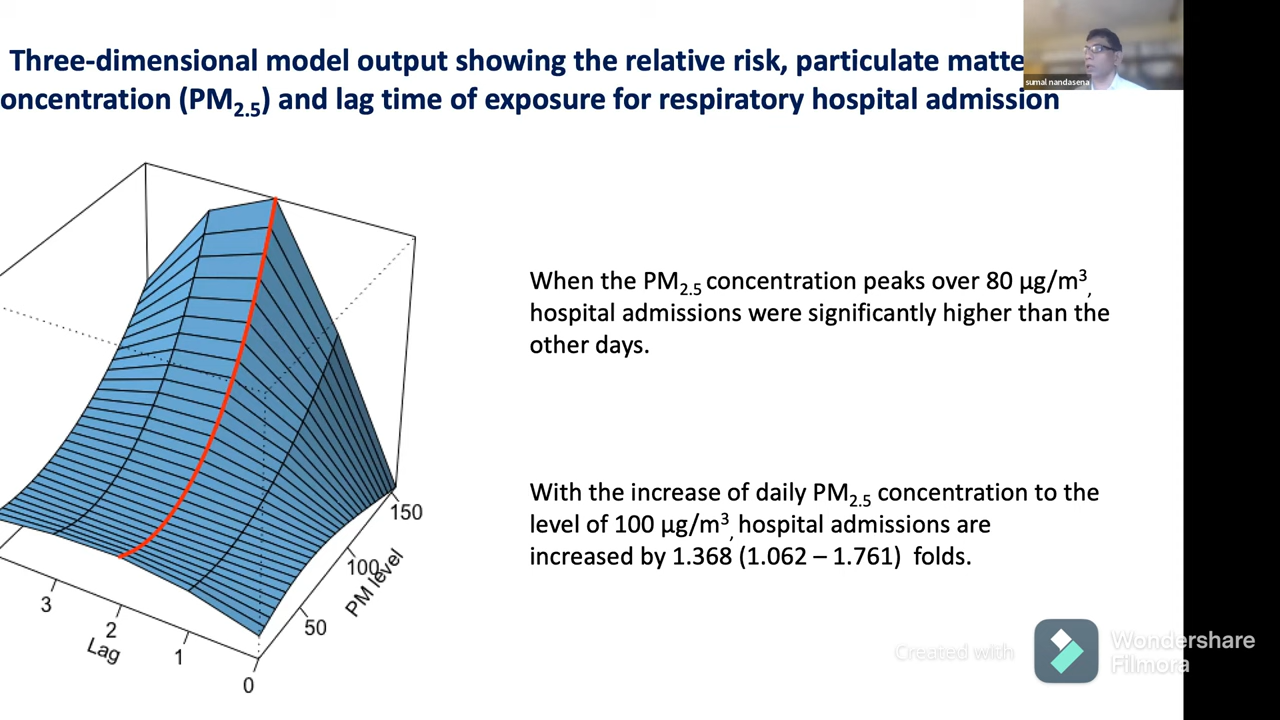 Three-dimensional model output showing the relative risk, particulate matte
oncentration (PM2.5) and lag time of exposure for respiratory hospital admission
sumal nandasena
When the PM2.5 concentration peaks over 80 µg/m3,
hospital admissions were significantly higher than the
other days.
With the increase of daily PM2.5 concentration to the
level of 100 µg/m3, hospital admissions are
increased by 1.368 (1.062 – 1.761) folds.
150
100
50
PM level
3
2
1
0
Lag
Created with
Wondershare
Filmora